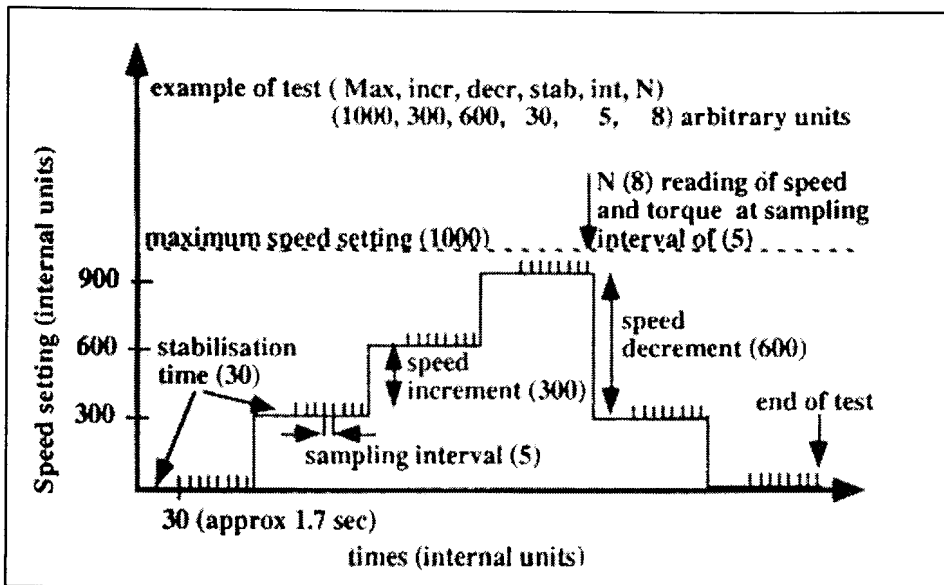 example of test ( Max, incr, decr, stab, int, N)
(1000, 300, 600, 30, 5, 8) arbitrary units
N (8) reading of speed
and torque at sampling
interval of (5)
maximum speed setting (1000)
900
600
300
Speed setting (internal units)
stabilisation
time (30)
speed
increment (300)
speed
decrement (600)
sampling interval (5)
end of test
30 (approx 1.7 sec)
times (internal units)